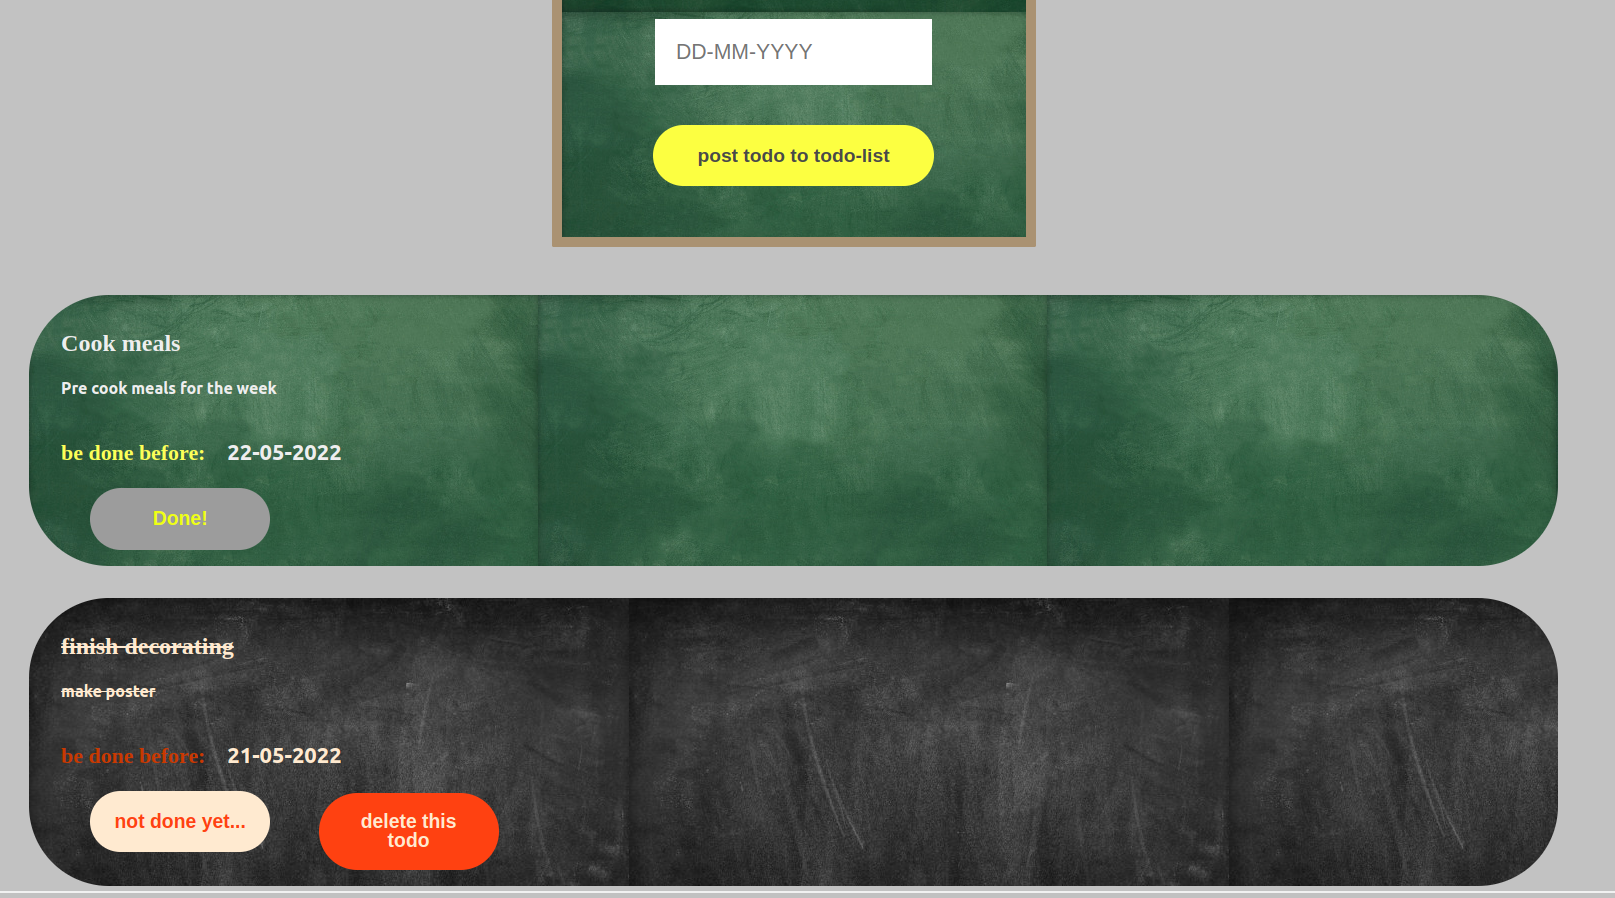 DD-MM-YYYY
post todo to todo-list
Cook meals
Pre cook meals for the week
be done before: 22-05-2022
Done!
finish decorating
make poster
be done before: 21-05-2022
not done yet...
delete this
todo